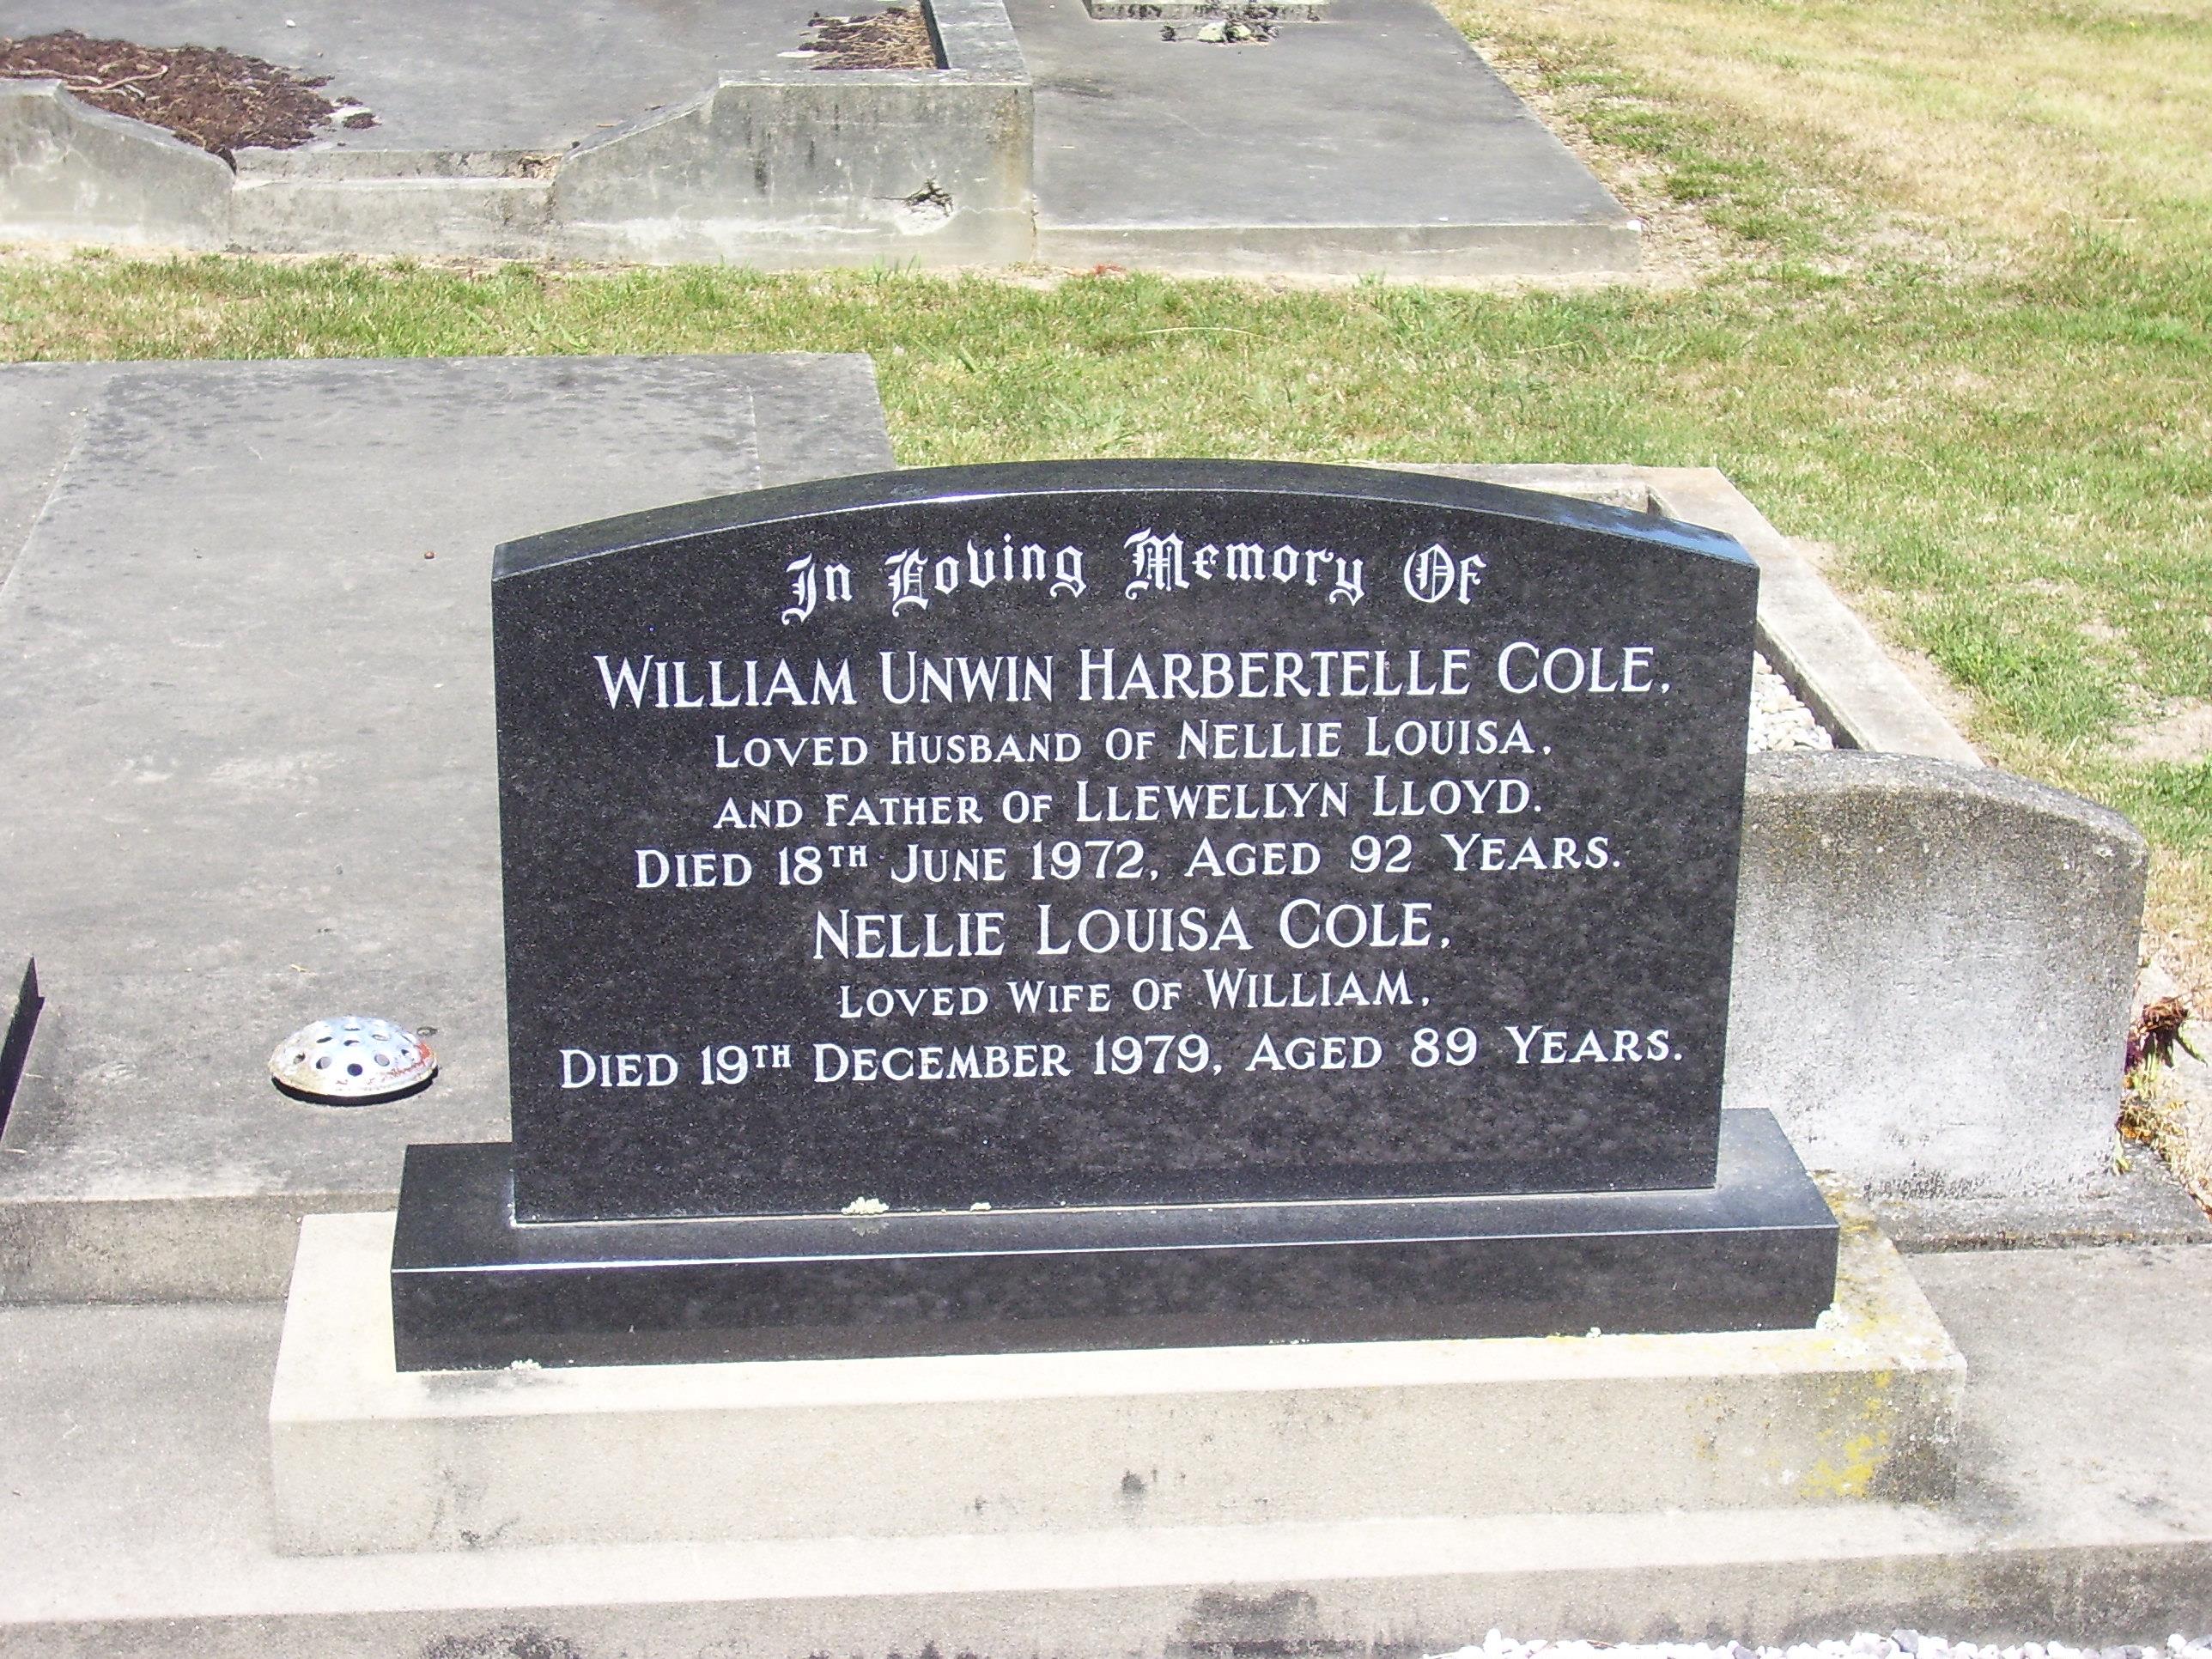 In Loving Memory Of
WILLIAM UNWIN HARBERTELLE COLE,
LOVED HUSBAND OF NELLIE LOUISA,
AND FATHER OF LLEWELLYN LLOYD.
DIED 18TH JUNE 1972, AGED 92 YEARS.
NELLIE LOUISA COLE,
LOVED WIFE OF WILLIAM,
DIED 19TH DECEMBER 1979, AGED 89 YEARS.